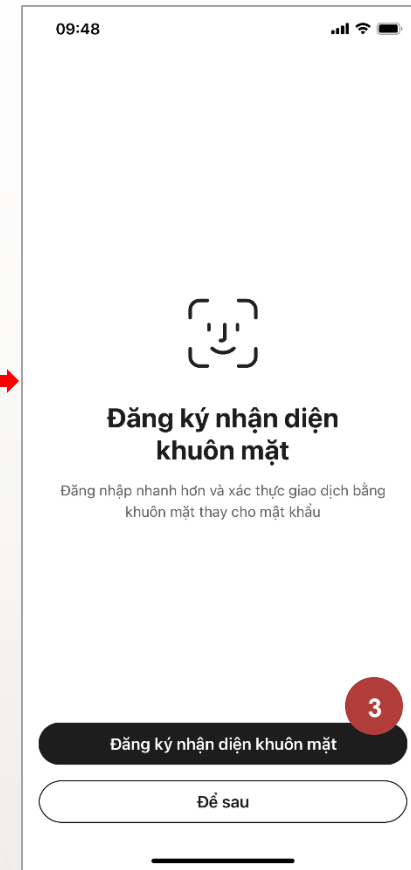 09:48
Đăng ký nhận diện
khuôn mặt
Đăng nhập nhanh hơn và xác thực giao dịch bằng
khuôn mặt thay cho mật khẩu
3
Đăng ký nhận diện khuôn mặt
Để sau